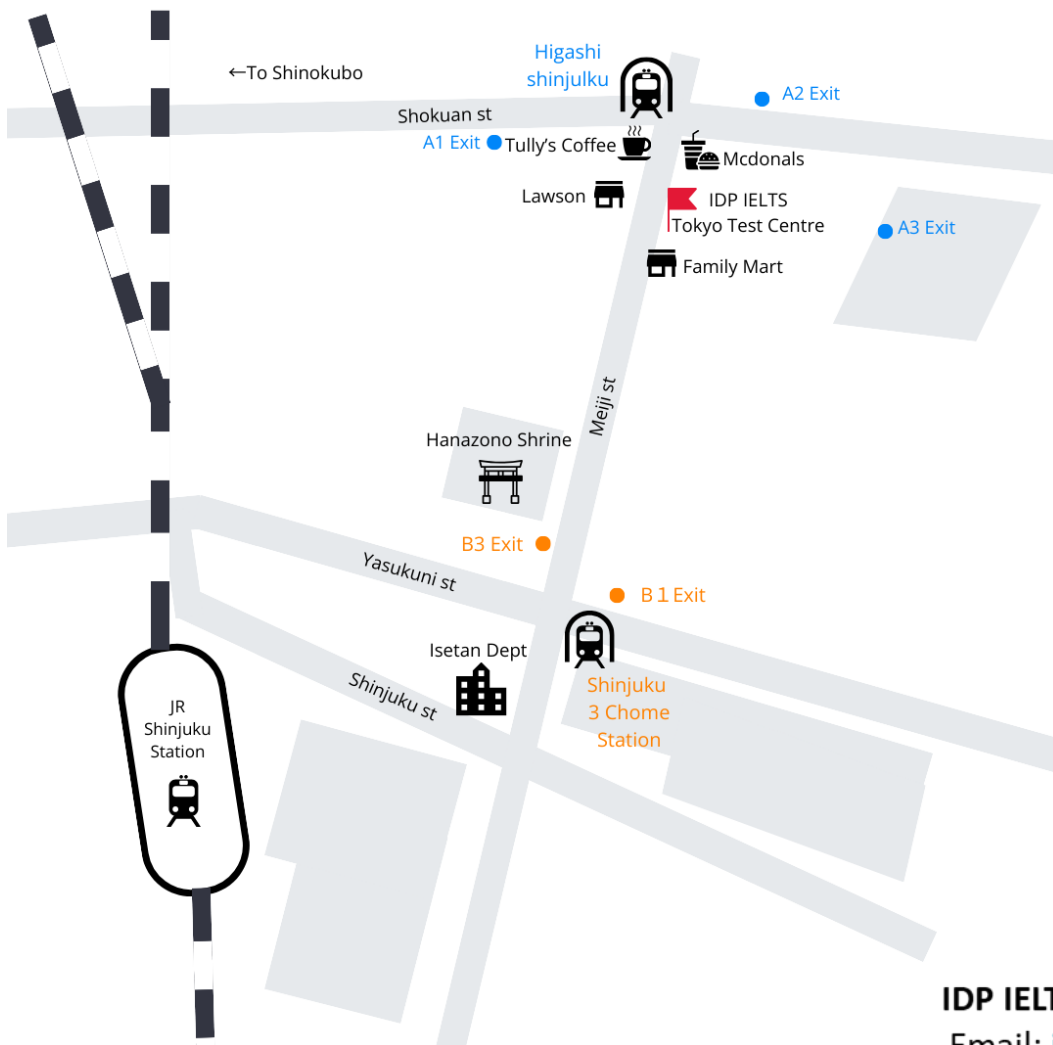 Higashi
shinjulku
←To Shinokubo
A2 Exit
Shokuan st
A1 Exit
Tully's Coffee
Mcdonals
Lawson
IDP IELTS
Tokyo Test Centre
A3 Exit
Family Mart
Meiji st
Hanazono Shrine
B3 Exit
Yasukuni st
B１Exit
Isetan Dept
Shinjuku st
Shinjuku
3 Chome
Station
JR
Shinjuku
Station
IDP IELT
Email: